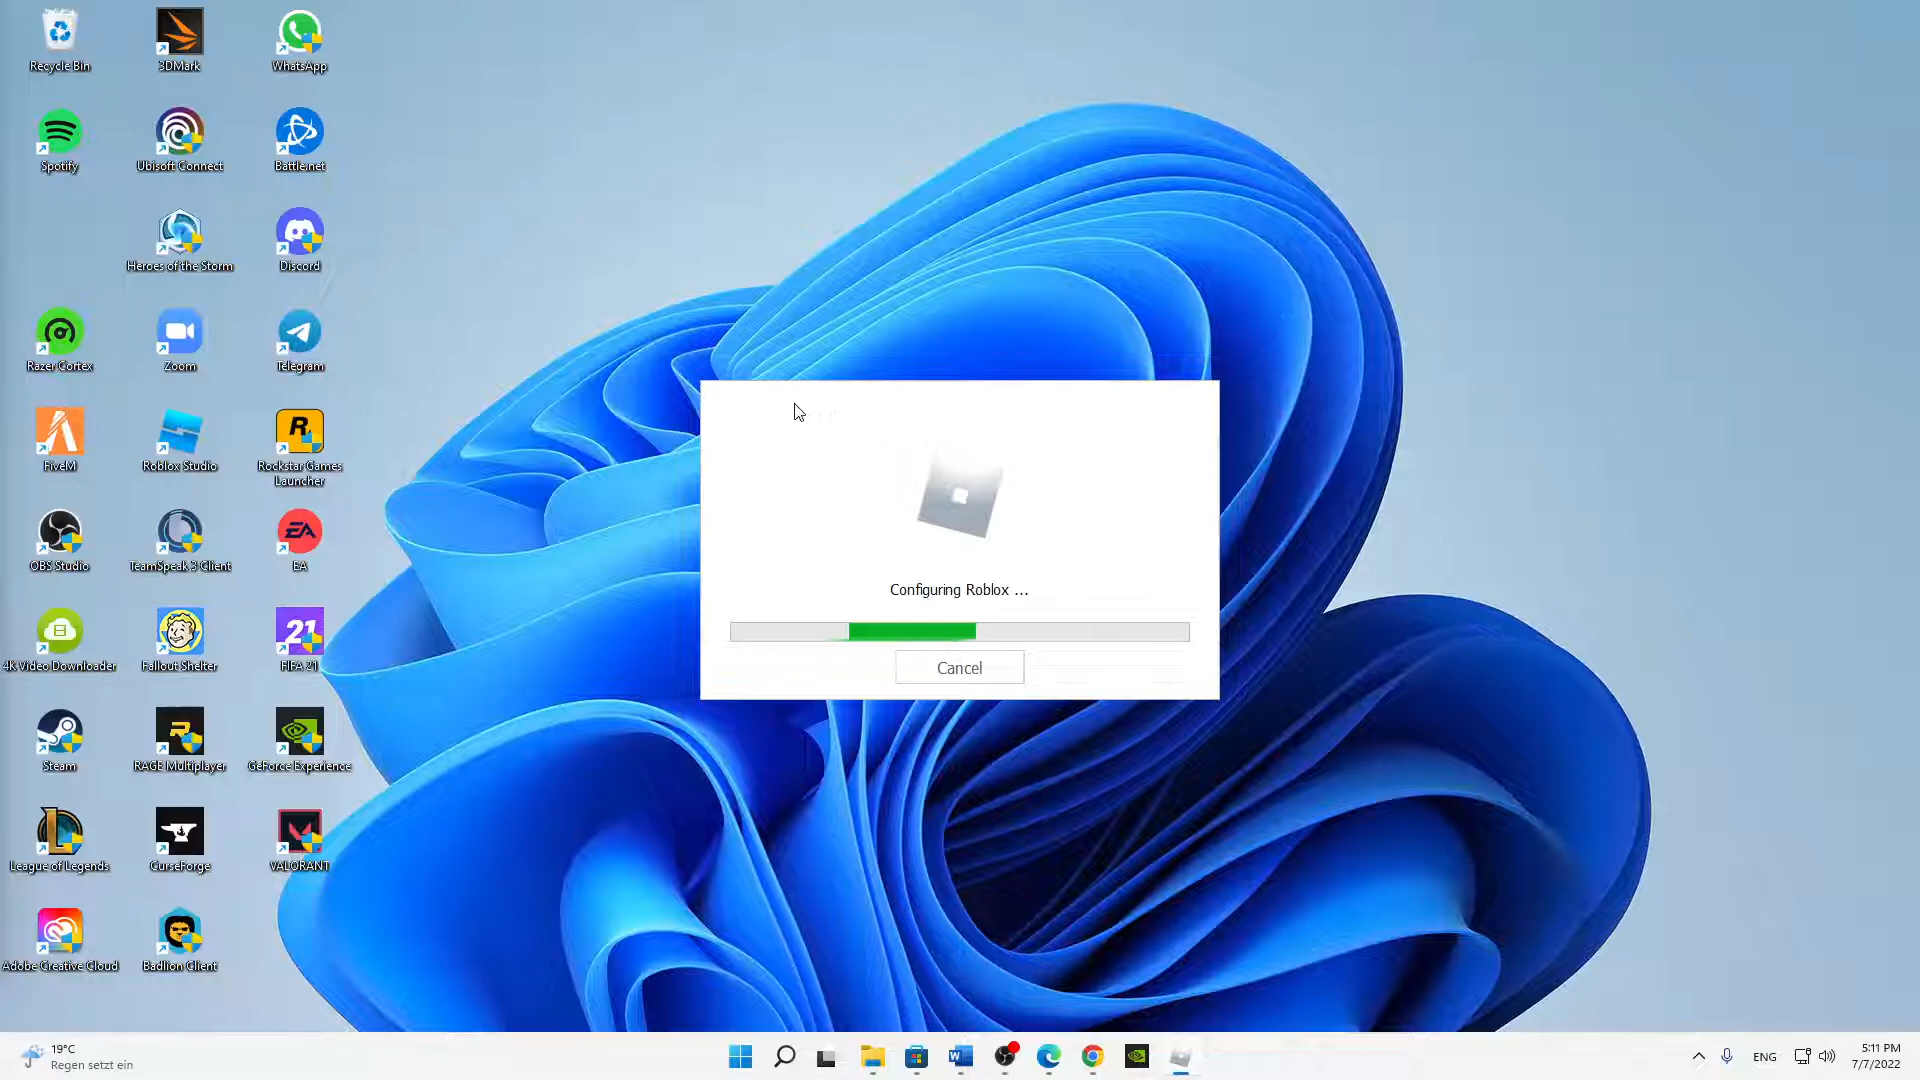 Recycle Bin
3DMark
WhatsApp
Spotify
Ubisoft Connect
Battle.net
Heroes of the Storm
Discord
Razer Cortex
Zoom
Telegram
FiveM
Roblox Studio
Rockstar Games
Launcher
OBS Studio
TeamSpeak 3 Client
EA
EA
4K Video Downloader
Fallout Shelter
21
FIFA 21
Steam
RAGE Multiplayer
GeForce Experience
League of Legends
CurseForge
VALORANT
Adobe Creative Cloud
Badlion Client
Configuring Roblox ...
Cancel
19°C
Regen setzt ein
ENG
5:11 PM
7/7/2022